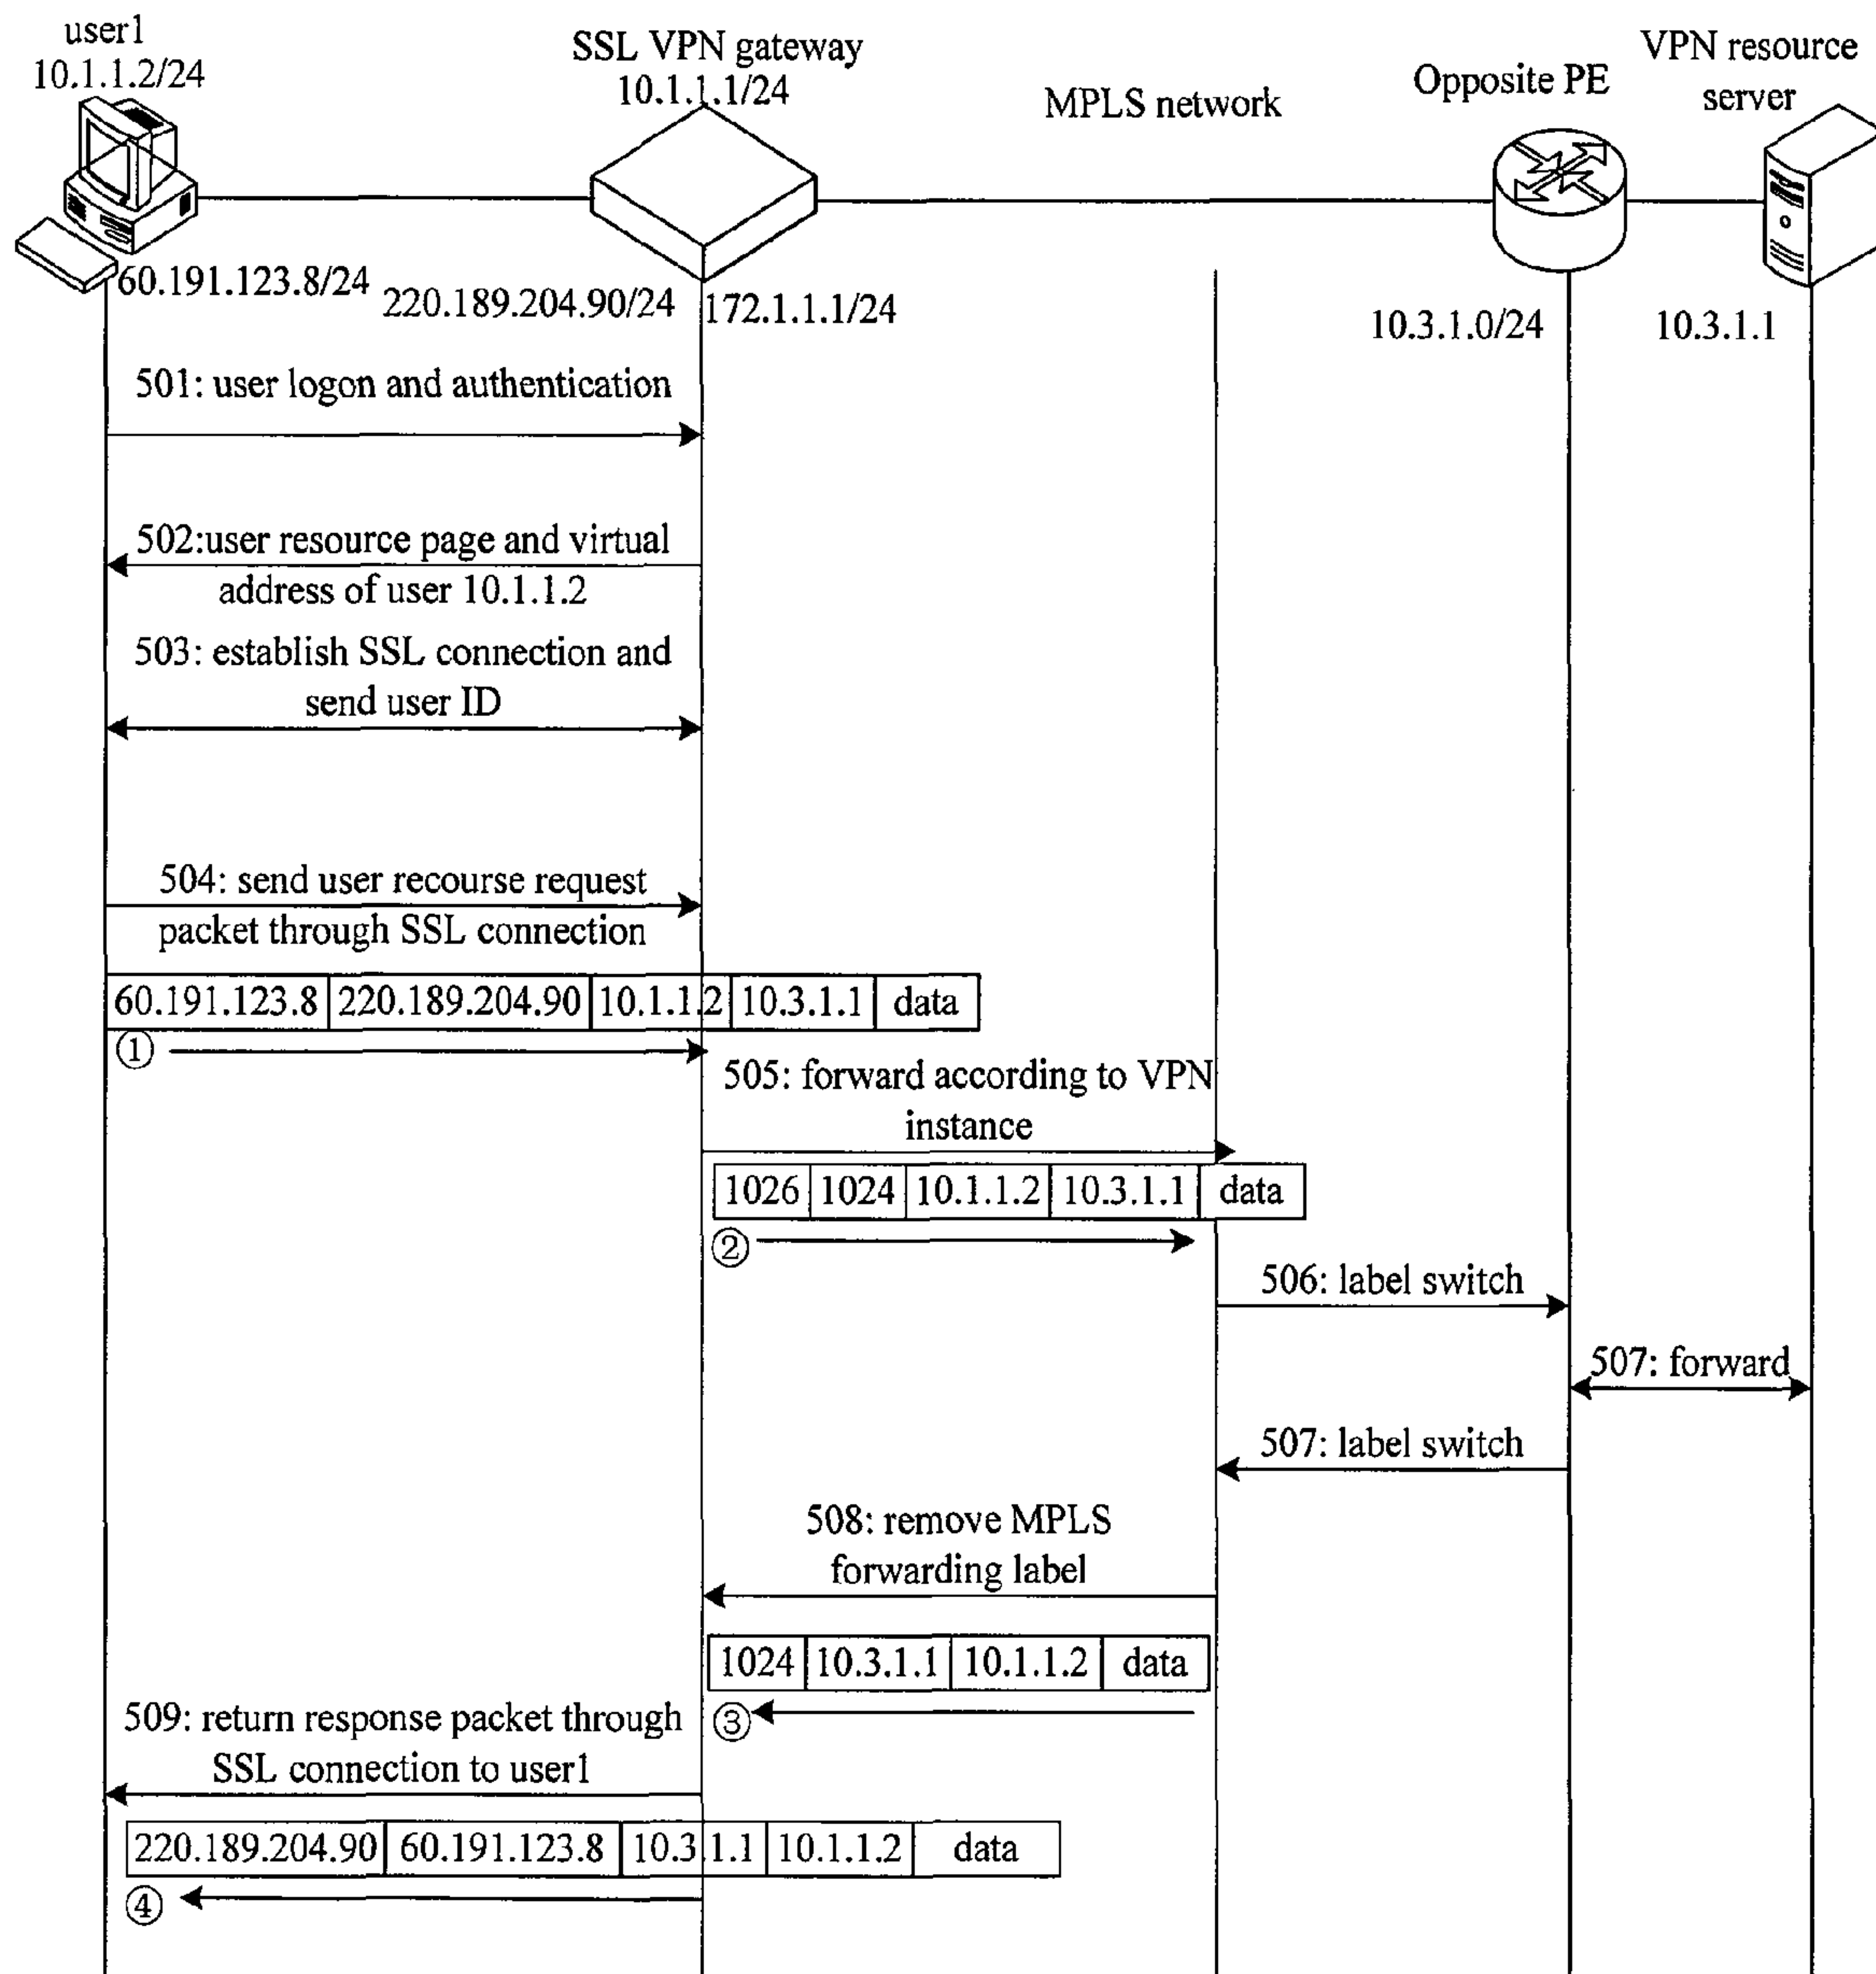 user1
10.1.1.2/24
SSL VPN gateway
10.1.1.1/24
MPLS network
Opposite PE
VPN resource
server
60.191.123.8/24
220.189.204.90/24
172.1.1.1/24
10.3.1.0/24
10.3.1.1
501: user logon and authentication
502:user resource page and virtual
address of user 10.1.1.2
503: establish SSL connection and
send user ID
504: send user recourse request
packet through SSL connection
60.191.123.8 220.189.204.90 10.1.1.2 10.3.1.1 data
①
505: forward according to VPN
instance
1026 1024 10.1.1.2 10.3.1.1 data
②
506: label switch
507: forward
507: label switch
508: remove MPLS
forwarding label
1024 10.3.1.1 10.1.1.2 data
③
509: return response packet through
SSL connection to user1
220.189.204.90 60.191.123.8 10.3.1.1 10.1.1.2 data
④